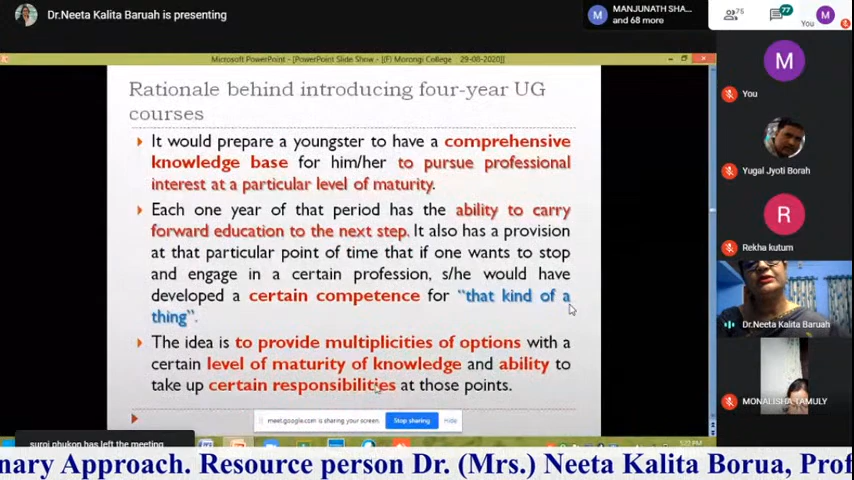 Dr.Neeta Kalita Baruah is presenting
MANJUNATH SHA...
and 68 more
75
77
You
M
M
Microsoft PowerPoint - [PowerPoint Slide Show - [(F) Morongi College 29-08-2020]]
Rationale behind introducing four-year UG
courses
It would prepare a youngster to have a comprehensive
knowledge base for him/her to pursue professional
interest at a particular level of maturity.
Each one year of that period has the ability to carry
forward education to the next step. It also has a provision
at that particular point of time that if one wants to stop
and engage in a certain profession, s/he would have
developed a certain competence for "that kind of a
thing".
The idea is to provide multiplicities of options with a
certain level of maturity of knowledge and ability to
take up certain responsibilities at those points.
meet.google.com is sharing your screen.
Stop sharing
Hide
suroj phukon has left the meeting
5:22 PM
M
You
Yugal Jyoti Borah
R
Rekha kutum
Dr.Neeta Kalita Baruah
MONALISHA TAMULY
nary Approach. Resource person Dr. (Mrs.) Neeta Kalita Borua, Prof